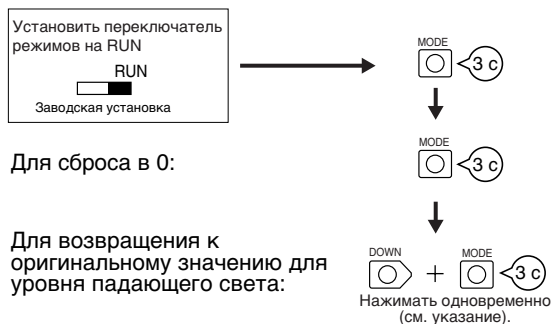 Установить переключатель
режимов на RUN
RUN
Заводская установка
MODE
3 с
Для сброса в 0:
MODE
3 с
Для возвращения к
оригинальному значению для
уровня падающего света:
DOWN
+
MODE
3 с
Нажимать одновременно
(см. указание).